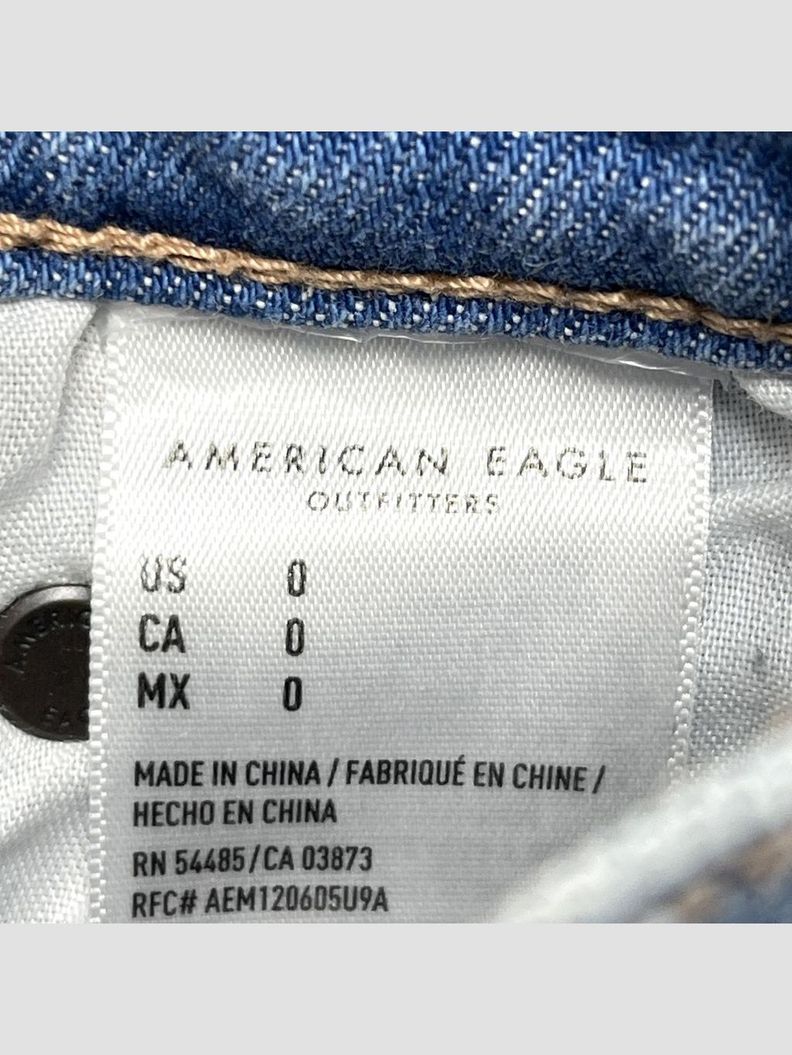 AMERICAN EAGLE
OUTFITTERS
US 0
CA 0
MX 0
MADE IN CHINA / FABRIQUÉ EN CHINE /
HECHO EN CHINA
RN 54485/CA 03873
RFC# AEM120605U9A